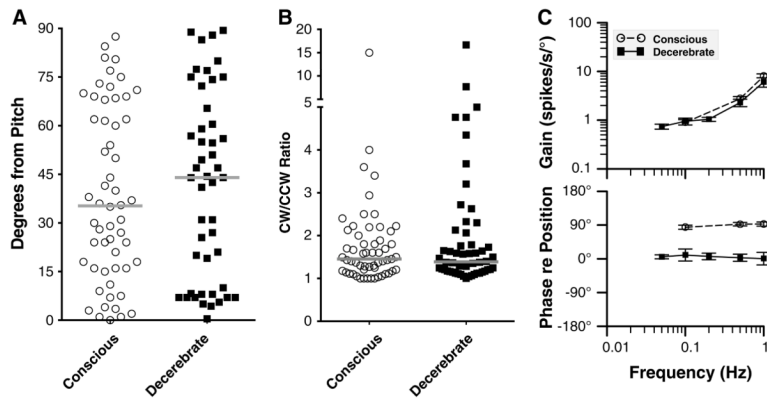 A
Degrees from Pitch
90
75
60
45
30
15
0
Conscious
Decerebrate
B
CW/CCW Ratio
20
15
10
5
4
3
2
1
0
Conscious
Decerebrate
C
Gain (spikes/s/°)
100
10
1
0.1
Conscious
Decerebrate
Phase re Position
180°
90°
0°
-90°
-180°
0.01
0.1
1
Frequency (Hz)